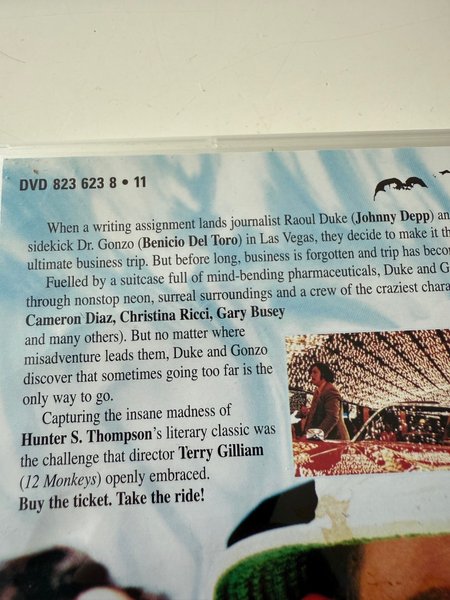 DVD 823 623 8 • 11
When a writing assignment lands journalist Raoul Duke (Johnny Depp) an
sidekick Dr. Gonzo (Benicio Del Toro) in Las Vegas, they decide to make it th
ultimate business trip. But before long, business is forgotten and trip has beco
Fuelled by a suitcase full of mind-bending pharmaceuticals, Duke and G
through nonstop neon, surreal surroundings and a crew of the craziest chara
Cameron Diaz, Christina Ricci, Gary Busey
and many others). But no matter where
misadventure leads them, Duke and Gonzo
discover that sometimes going too far is the
only way to go.
Capturing the insane madness of
Hunter S. Thompson's literary classic was
the challenge that director Terry Gilliam
(12 Monkeys) openly embraced.
Buy the ticket. Take the ride!